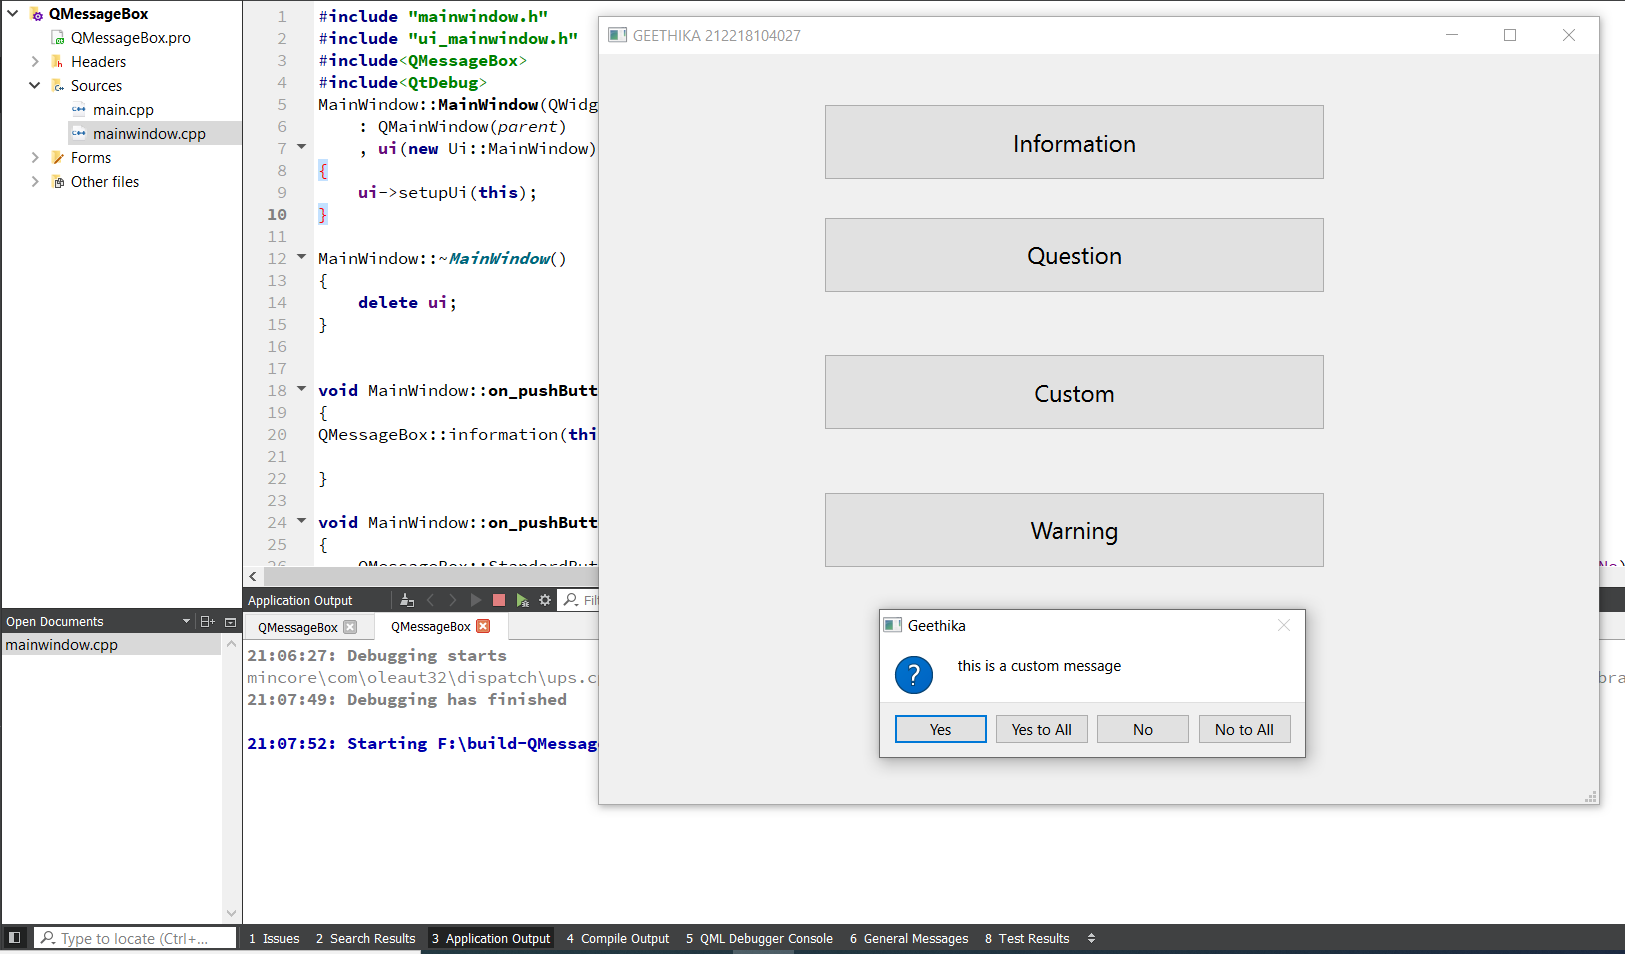 QMessageBox
QMessageBox.pro
Headers
Sources
main.cpp
mainwindow.cpp
Forms
Other files
1 #include "mainwindow.h"
2 #include "ui_mainwindow.h"
3 #include<QMessageBox>
4 #include<QtDebug>
5 MainWindow::MainWindow(QWidg
6 : QMainWindow(parent)
7 , ui(new Ui::MainWindow)
8 {
9 ui->setupUi(this);
10 }
11
12 MainWindow::~MainWindow()
13 {
14 delete ui;
15 }
16
17
18 void MainWindow::on_pushButt
19 {
20 QMessageBox::information(thi
21
22 }
23
24 void MainWindow::on_pushButt
25 {
26 QMessageBox::StandardBut
No)
GEETHIKA 212218104027
Information
Question
Custom
Warning
Geethika
?
this is a custom message
Yes Yes to All No No to All
Application Output
Filt
QMessageBox QMessageBox
21:06:27: Debugging starts
mincore\com\oleaut32\dispatch\ups.c
bra
21:07:49: Debugging has finished
21:07:52: Starting F:\build-QMessag
Open Documents
mainwindow.cpp
Type to locate (Ctrl+...
1 Issues 2 Search Results 3 Application Output 4 Compile Output 5 QML Debugger Console 6 General Messages 8 Test Results